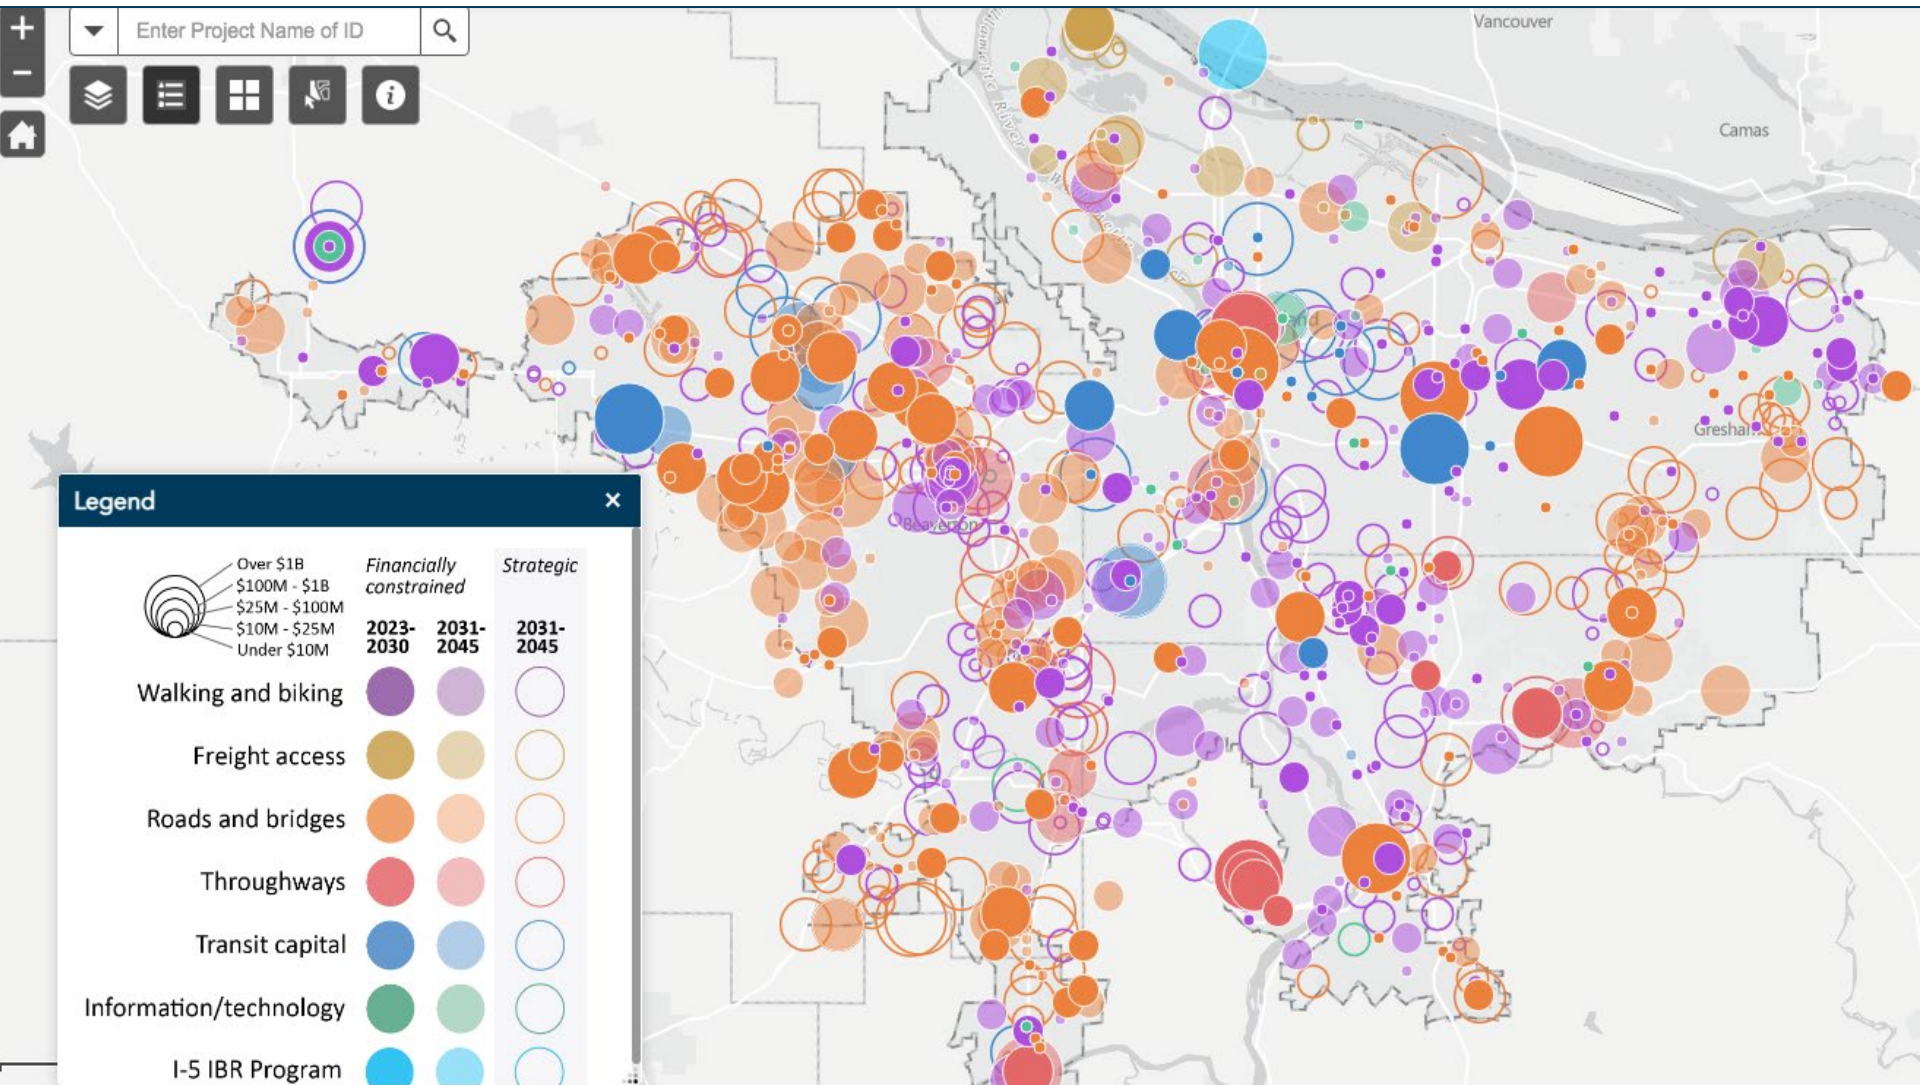 Enter Project Name of ID
Vancouver
Camas
Willamette River
Beaverton
Legend
Over $1B
$100M - $1B
$25M - $100M
$10M - $25M
Under $10M
Financially
constrained
Strategic
2023-
2030
2031-
2045
2031-
2045
Walking and biking
Freight access
Roads and bridges
Throughways
Transit capital
Information/technology
I-5 IBR Program